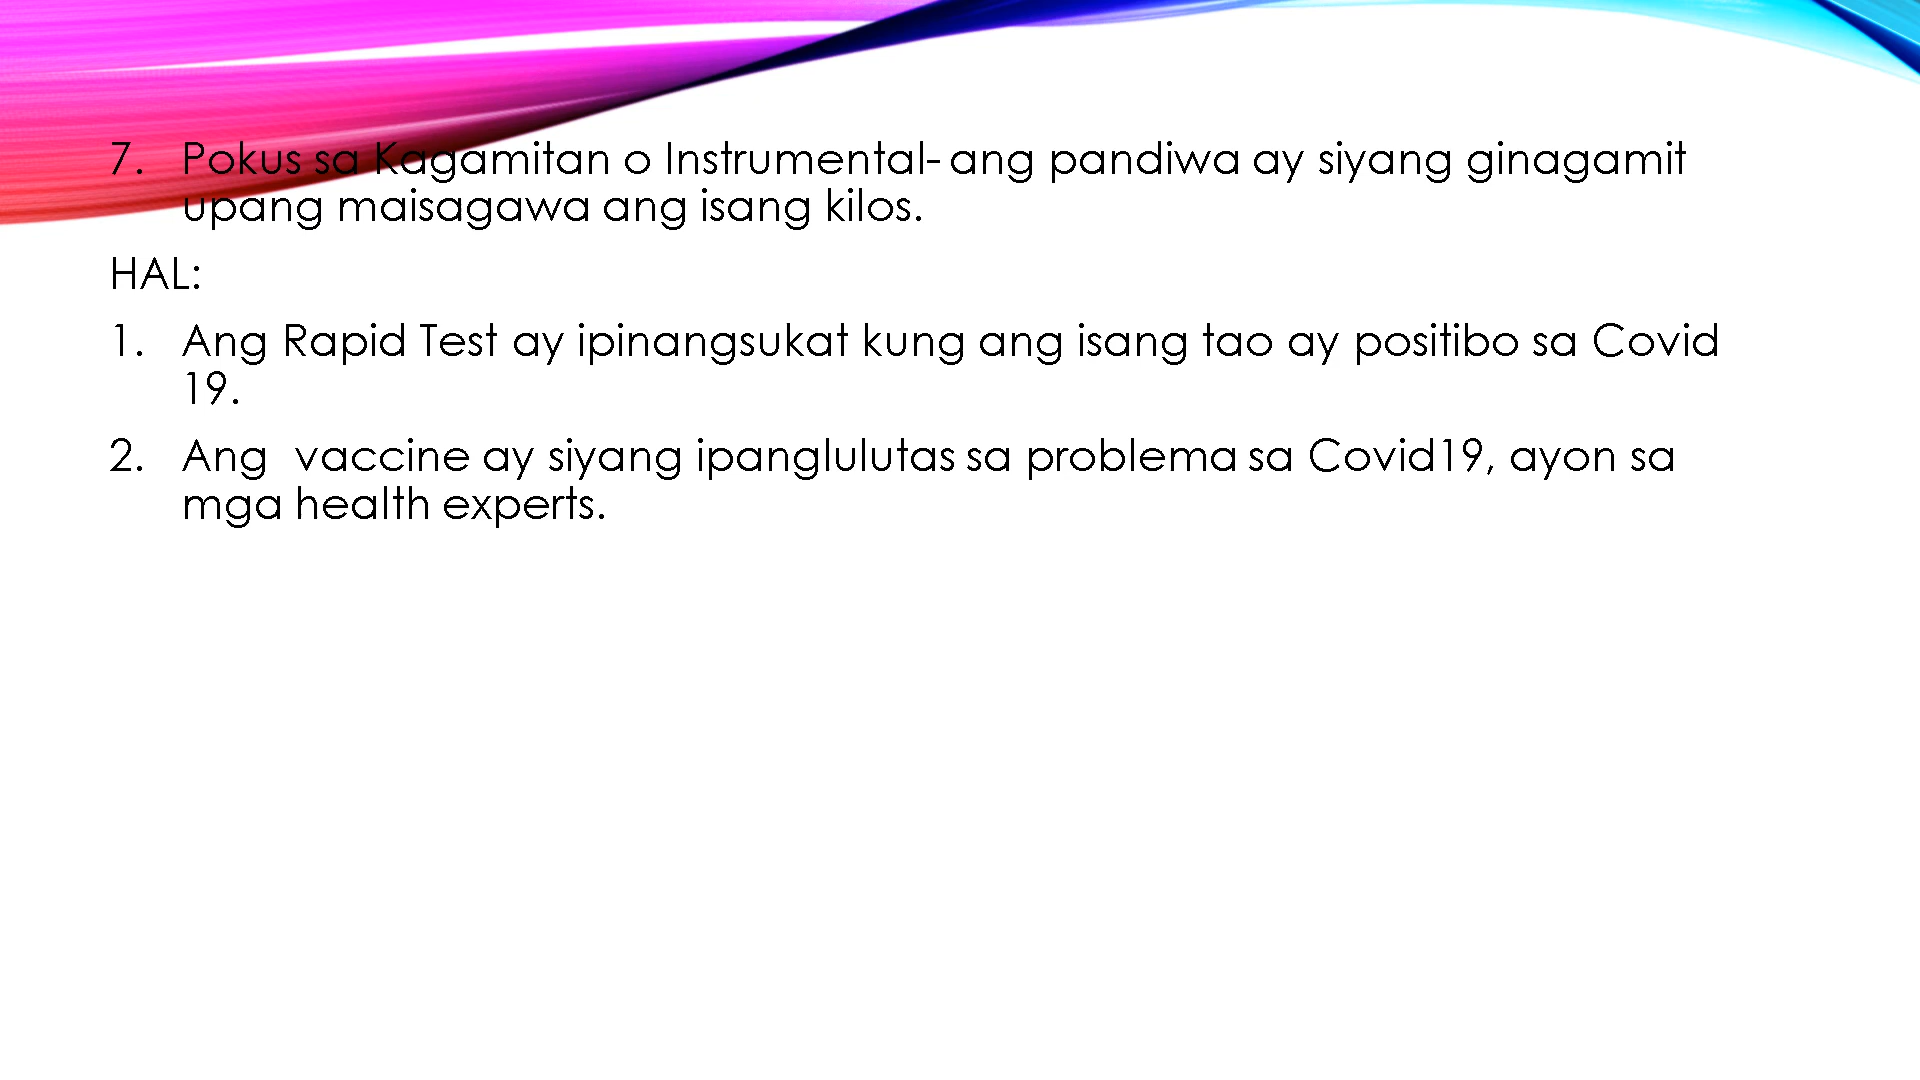 7. Pokus sa Kagamitan o Instrumental- ang pandiwa ay siyang ginagamit
upang maisagawa ang isang kilos.
HAL:
1. Ang Rapid Test ay ipinangsukat kung ang isang tao ay positibo sa Covid
19.
2. Ang  vaccine ay siyang ipanglulutas sa problema sa Covid19, ayon sa
mga health experts.